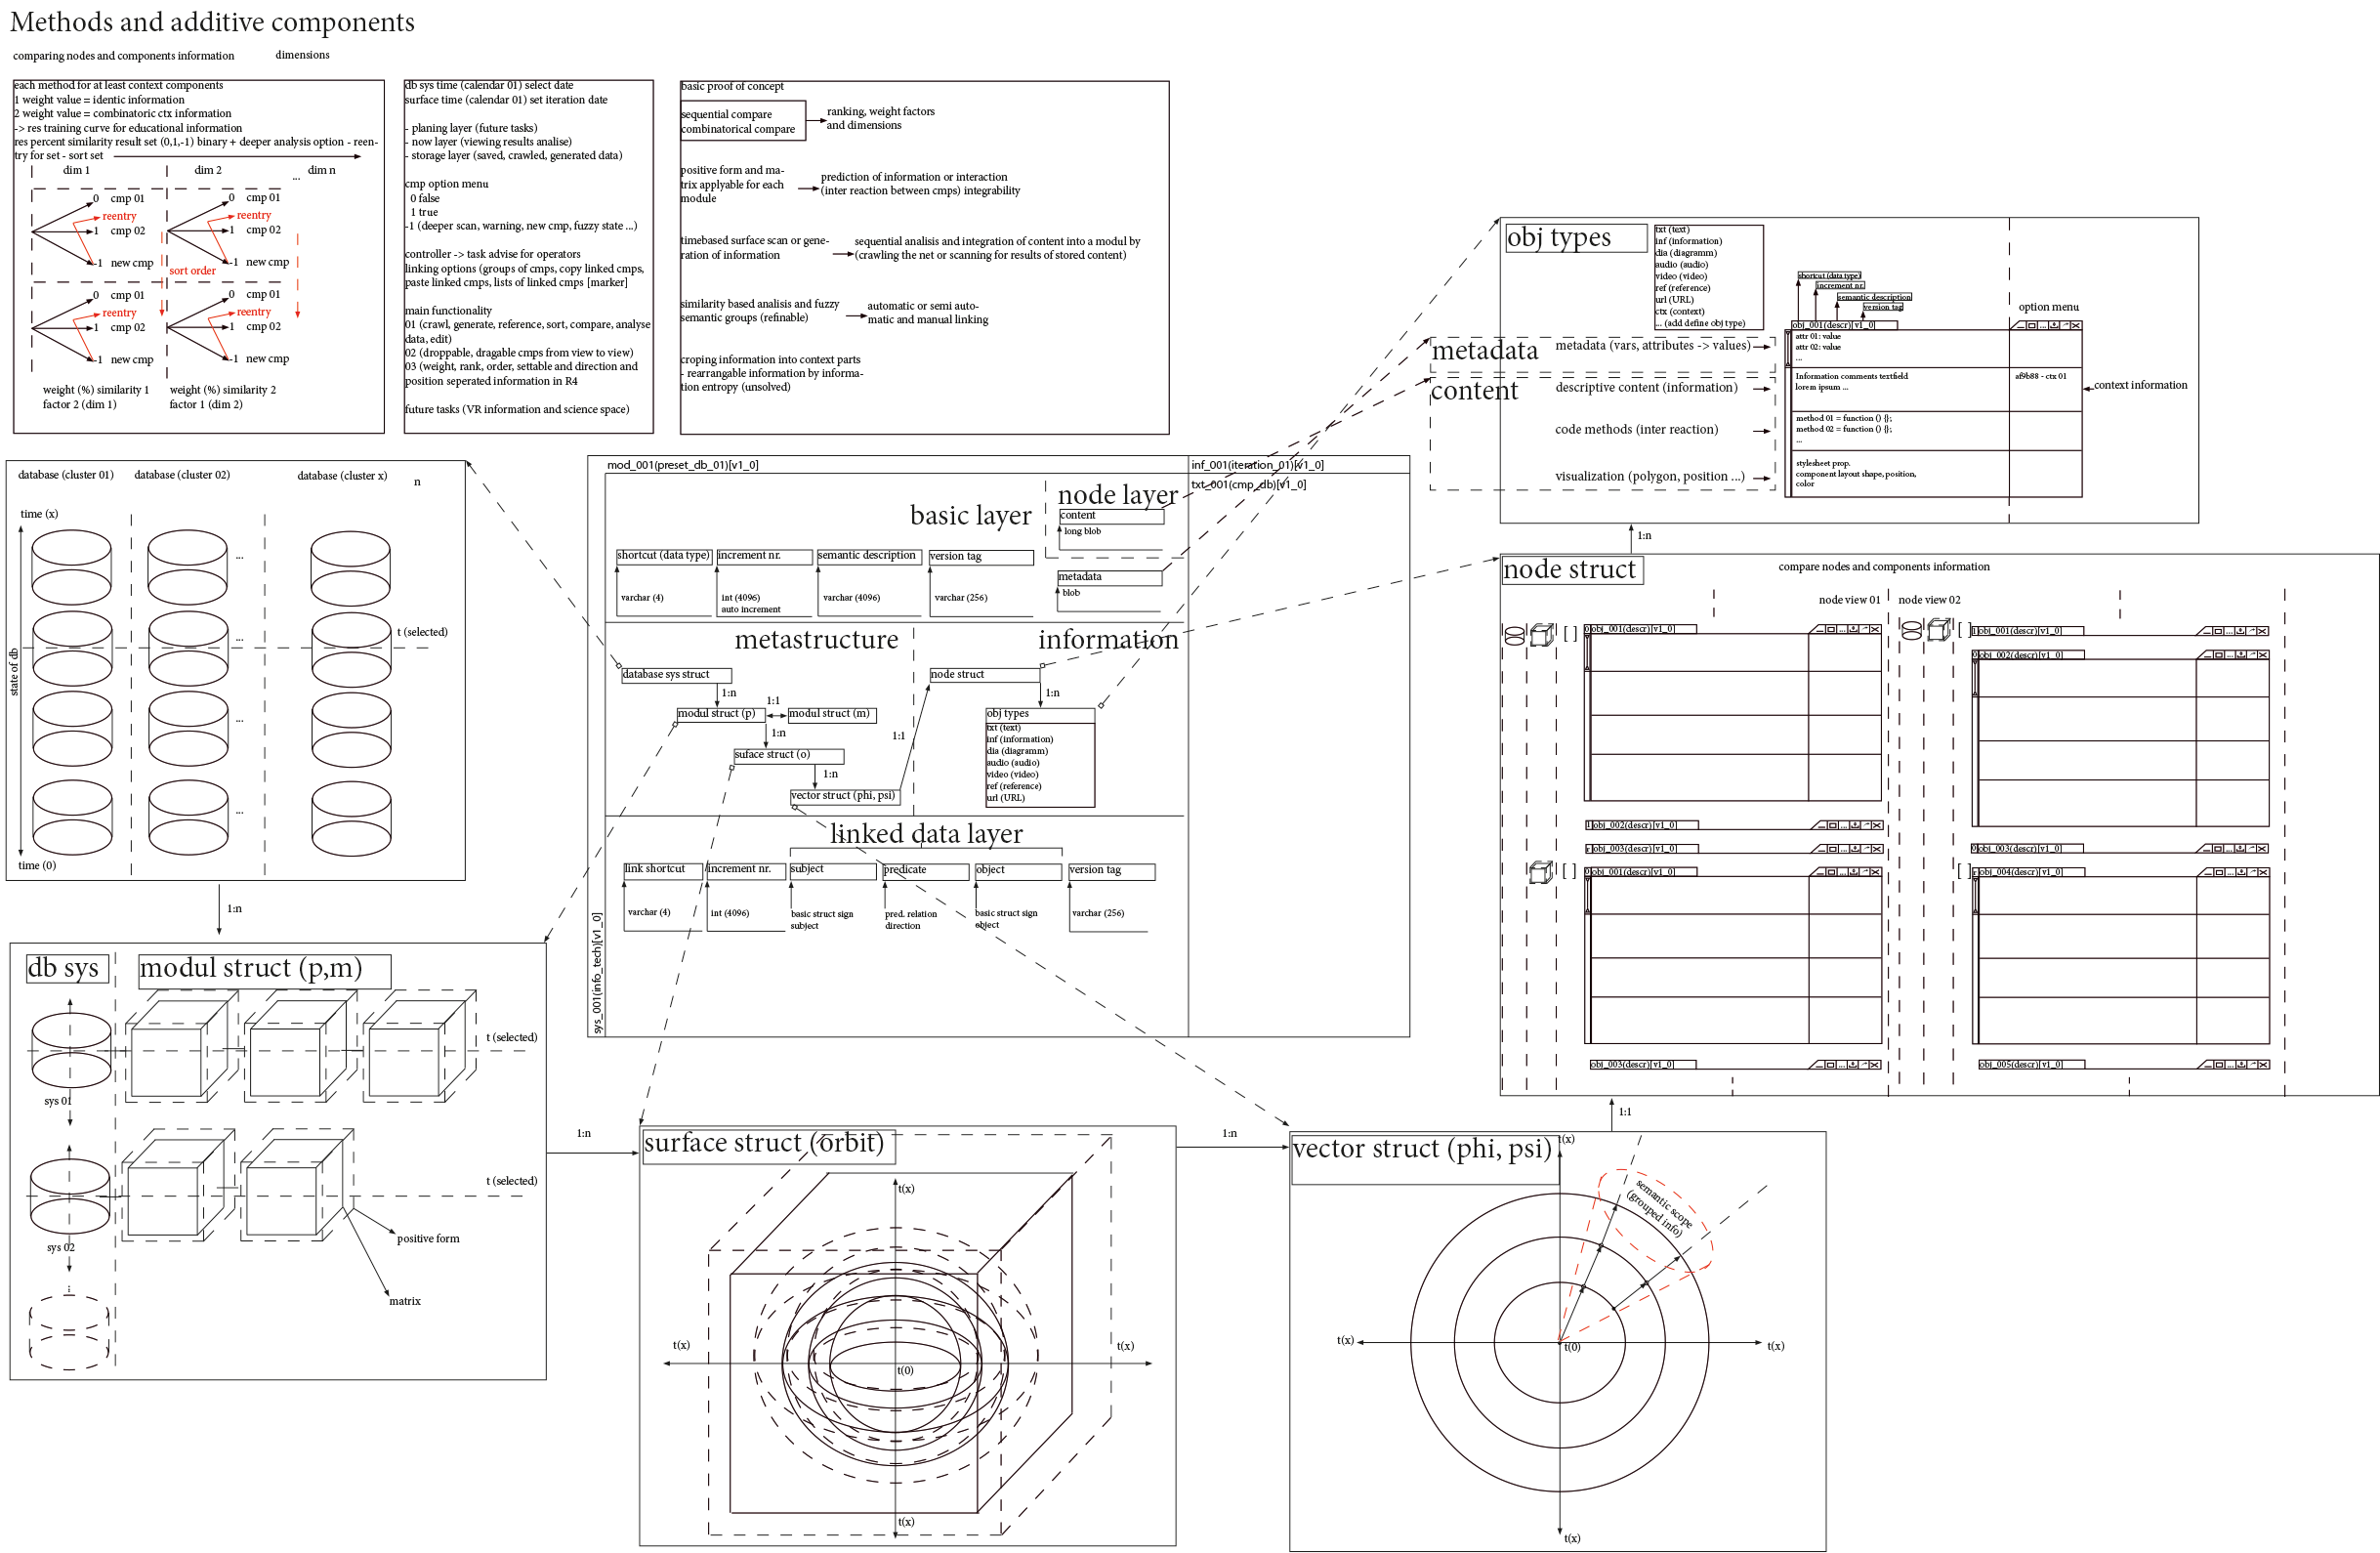 Methods and additive components
comparing nodes and components information
dimensions
each method for at least context components
1 weight value = identic information
2 weight value = combinatoric ctx information
-> res training curve for educational information
res percent similarity result set (0,1,-1) binary + deeper analysis option - reen-
try for set - sort set
dim 1
dim 2
...
dim n
0 cmp 01
reentry
1 cmp 02
-1 new cmp
0 cmp 01
reentry
1 cmp 02
-1 new cmp
sort order
0 cmp 01
reentry
1 cmp 02
-1 new cmp
0 cmp 01
reentry
1 cmp 02
-1 new cmp
weight (%) similarity 1
factor 2 (dim 1)
weight (%) similarity 2
factor 1 (dim 2)
db sys time (calendar 01) select date
surface time (calendar 01) set iteration date
- planing layer (future tasks)
- now layer (viewing results analise)
- storage layer (saved, crawled, generated data)
cmp option menu
0 false
1 true
-1 (deeper scan, warning, new cmp, fuzzy state ...)
controller -> task advise for operators
linking options (groups of cmps, copy linked cmps,
paste linked cmps, lists of linked cmps [marker]
main functionality
01 (crawl, generate, reference, sort, compare, analyse
data, edit)
02 (droppable, dragable cmps from view to view)
03 (weight, rank, order, settable and direction and
position seperated information in R4
future tasks (VR information and science space)
basic proof of concept
sequential compare
combinatorical compare
ranking, weight factors
and dimensions
positive form and ma-
trix applyable for each
module
prediction of information or interaction
(inter reaction between cmps) integrability
timebased surface scan or gene-
ration of information
sequential analisis and integration of content into a modul by
(crawling the net or scanning for results of stored content)
similarity based analisis and fuzzy
semantic groups (refinable)
automatic or semi auto-
matic and manual linking
croping information into context parts
- rearrangable information by informa-
tion entropy (unsolved)
obj types
txt (text)
inf (information)
dia (diagramm)
audio (audio)
video (video)
ref (reference)
url (URL)
ctx (context)
... (add define obj type)
shortcut (data type)
increment nr.
semantic description
version tag
option menu
obj_001(descr)[v1_0]
attr 01: value
attr 02: value
...
Information comments textfield
lorem ipsum ...
af9b88 - ctx 01
context information
method 01 = function () {};
method 02 = function () {};
...
stylesheet prop.
component layout shape, position,
color
metadata
metadata (vars, attributes -> values)
content
descriptive content (information)
code methods (inter reaction)
visualization (polygon, position ...)
1:n
database (cluster 01)
database (cluster 02)
database (cluster x)
n
time (x)
...
...
t (selected)
state of db
...
...
time (0)
1:n
mod_001(preset_db_01)[v1_0]
inf_001(iteration_01)[v1_0]
txt_001(cmp_db)[v1_0]
sys_001(info_tech)[v1_0]
node layer
content
long blob
basic layer
shortcut (data type)
increment nr.
semantic description
version tag
varchar (4)
int (4096)
auto increment
varchar (4096)
varchar (256)
metadata
blob
metastructure
information
database sys struct
1:n
modul struct (p)
1:1
modul struct (m)
1:n
suface struct (o)
1:n
vector struct (phi, psi)
1:1
node struct
1:n
obj types
txt (text)
inf (information)
dia (diagramm)
audio (audio)
video (video)
ref (reference)
url (URL)
linked data layer
link shortcut
increment nr.
subject
predicate
object
version tag
varchar (4)
int (4096)
basic struct sign
subject
pred. relation
direction
basic struct sign
object
varchar (256)
node struct
compare nodes and components information
node view 01
node view 02
[ ]
0 obj_001(descr)[v1_0]
1 obj_002(descr)[v1_0]
r obj_003(descr)[v1_0]
[ ]
0 obj_001(descr)[v1_0]
obj_003(descr)[v1_0]
[ ]
1 obj_001(descr)[v1_0]
0 obj_002(descr)[v1_0]
0 obj_003(descr)[v1_0]
[ ]
r obj_004(descr)[v1_0]
obj_005(descr)[v1_0]
1:1
db sys
modul struct (p,m)
t (selected)
sys 01
t (selected)
sys 02
positive form
matrix
1:n
surface struct (orbit)
t(x)
t(x)
t(x)
t(0)
t(x)
1:n
vector struct (phi, psi)
t(x)
semantic scope
(grouped info)
t(x)
t(0)
t(x)
t(x)